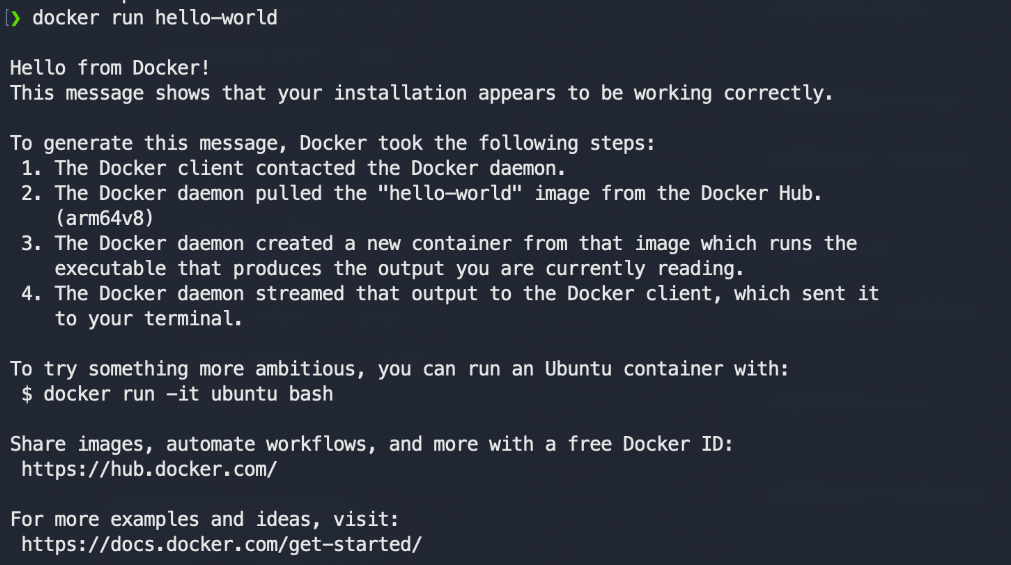 [❯ docker run hello-world
Hello from Docker!
This message shows that your installation appears to be working correctly.
To generate this message, Docker took the following steps:
1. The Docker client contacted the Docker daemon.
2. The Docker daemon pulled the "hello-world" image from the Docker Hub.
(arm64v8)
3. The Docker daemon created a new container from that image which runs the
executable that produces the output you are currently reading.
4. The Docker daemon streamed that output to the Docker client, which sent it
to your terminal.
To try something more ambitious, you can run an Ubuntu container with:
$ docker run -it ubuntu bash
Share images, automate workflows, and more with a free Docker ID:
https://hub.docker.com/
For more examples and ideas, visit:
https://docs.docker.com/get-started/